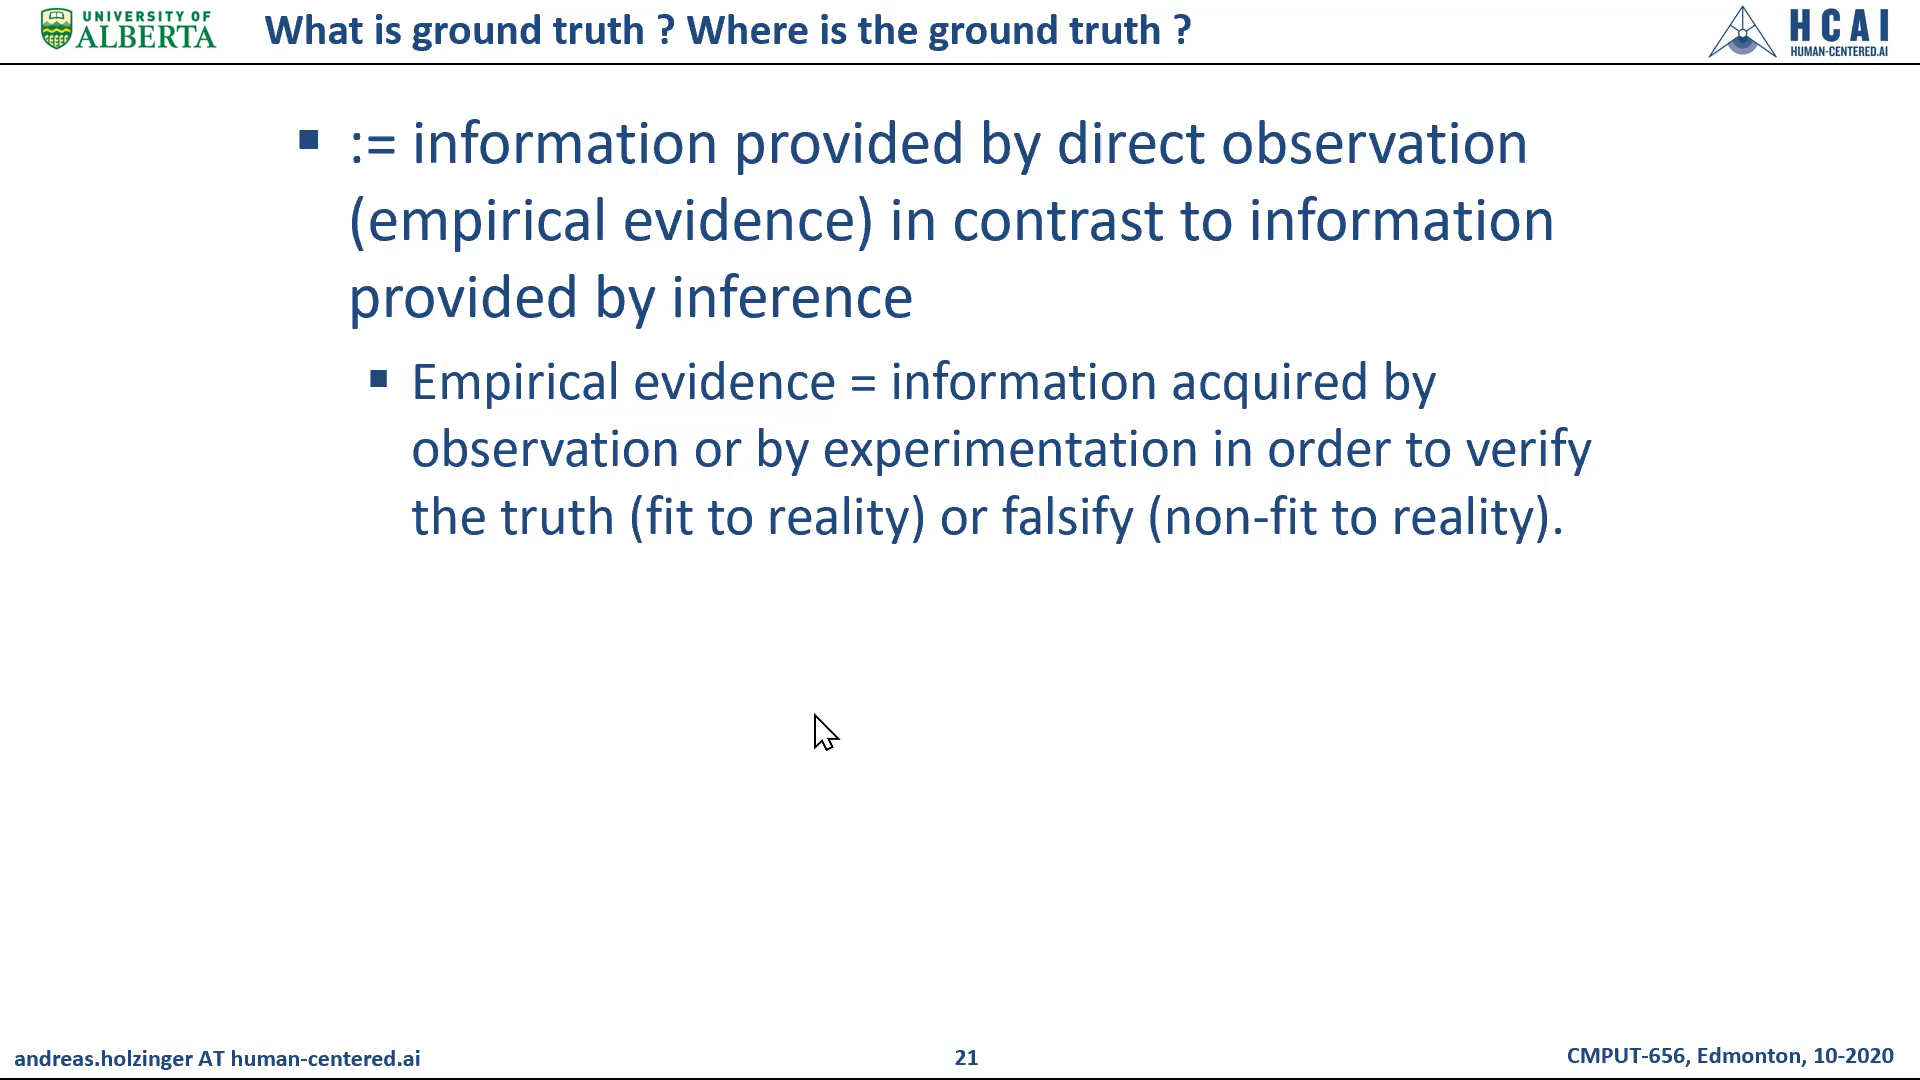 UNIVERSITY OF
ALBERTA
What is ground truth ? Where is the ground truth ?
HCAI
HUMAN-CENTERED.AI
▪ := information provided by direct observation
(empirical evidence) in contrast to information
provided by inference
▪ Empirical evidence = information acquired by
observation or by experimentation in order to verify
the truth (fit to reality) or falsify (non-fit to reality).
andreas.holzinger AT human-centered.ai
21
CMPUT-656, Edmonton, 10-2020